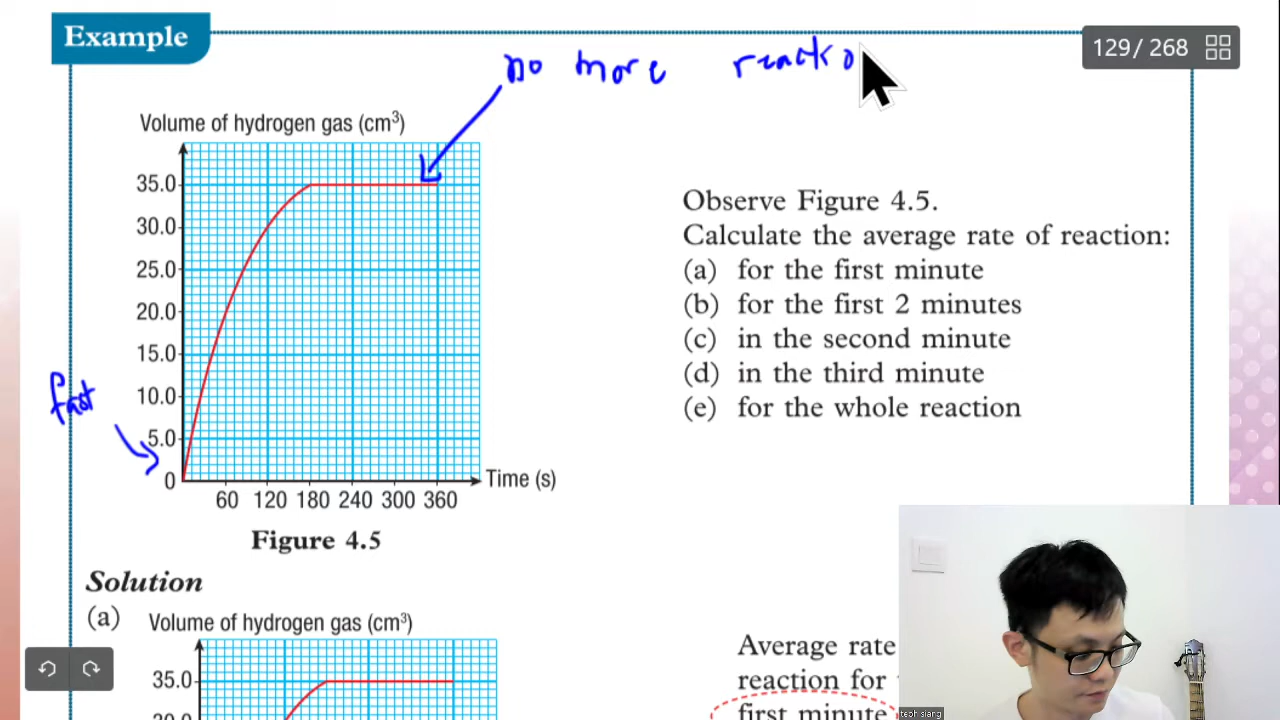 Example
129/ 268
no more reactio
Volume of hydrogen gas (cm³)
35.0
30.0
25.0
20.0
15.0
10.0
5.0
0
60 120 180 240 300 360
Time (s)
fast
Figure 4.5
Observe Figure 4.5.
Calculate the average rate of reaction:
(a) for the first minute
(b) for the first 2 minutes
(c) in the second minute
(d) in the third minute
(e) for the whole reaction
Solution
(a) Volume of hydrogen gas (cm³)
35.0
Average rate
reaction for
first minute
teoh siang